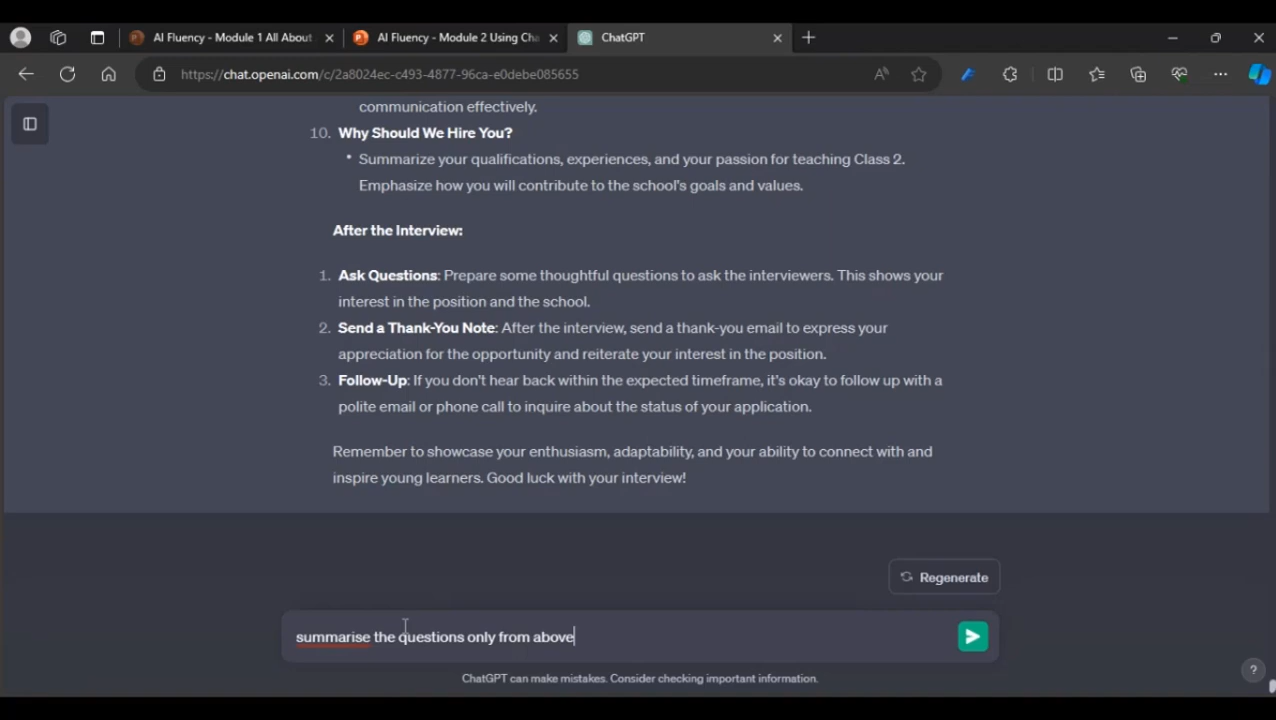 AI Fluency - Module 1 All About
AI Fluency - Module 2 Using Cha
ChatGPT
https://chat.openai.com/c/2a8024ec-c493-4877-96ca-e0debe085655
communication effectively.
10. Why Should We Hire You?
• Summarize your qualifications, experiences, and your passion for teaching Class 2.
Emphasize how you will contribute to the school's goals and values.
After the Interview:
1. Ask Questions: Prepare some thoughtful questions to ask the interviewers. This shows your
interest in the position and the school.
2. Send a Thank-You Note: After the interview, send a thank-you email to express your
appreciation for the opportunity and reiterate your interest in the position.
3. Follow-Up: If you don't hear back within the expected timeframe, it's okay to follow up with a
polite email or phone call to inquire about the status of your application.
Remember to showcase your enthusiasm, adaptability, and your ability to connect with and
inspire young learners. Good luck with your interview!
Regenerate
summarise the questions only from above
ChatGPT can make mistakes. Consider checking important information.
?